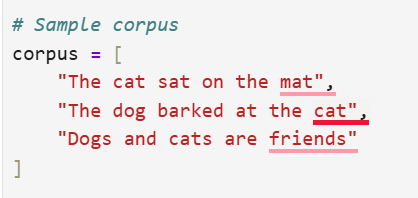 # Sample corpus
corpus = [
    "The cat sat on the mat",
    "The dog barked at the cat",
    "Dogs and cats are friends"
]